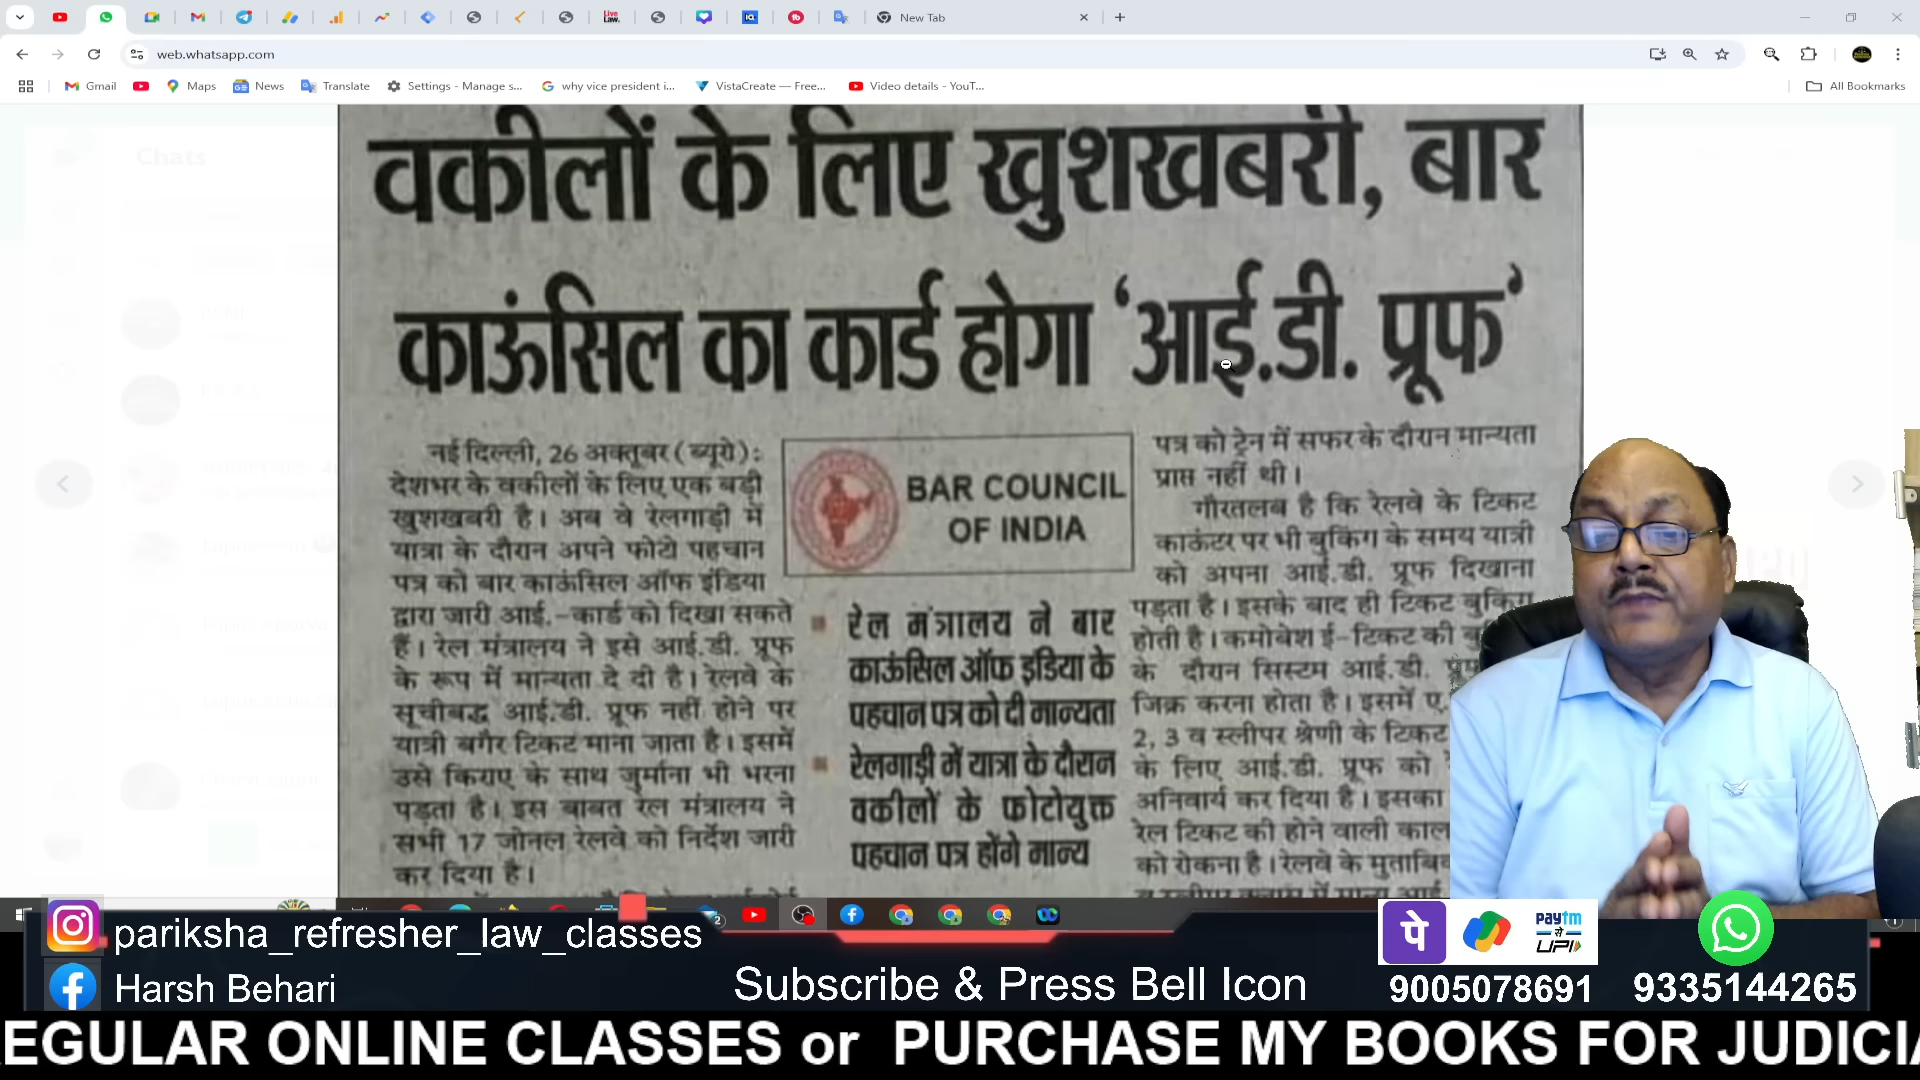 New Tab
web.whatsapp.com
Gmail
Maps
News
Translate
Settings - Manage s...
why vice president i...
VistaCreate — Free...
Video details - YouT...
All Bookmarks
Chats
वकीलों के लिए खुशखबरी, बार
काऊंसिल का कार्ड होगा ‘आई.डी. प्रूफ’
नई दिल्ली, 26 अक्तूबर (ब्यूरो):
देशभर के वकीलों के लिए एक बड़ी
खुशखबरी है। अब वे रेलगाड़ी में
यात्रा के दौरान अपने फोटो पहचान
पत्र को बार काऊंसिल ऑफ इंडिया
द्वारा जारी आई.-कार्ड को दिखा सकते
हैं। रेल मंत्रालय ने इसे आई.डी. प्रूफ
के रूप में मान्यता दे दी है। रेलवे के
सूचीबद्ध आई.डी. प्रूफ नहीं होने पर
यात्री बगैर टिकट माना जाता है। इसमें
उसे किराए के साथ जुर्माना भी भरना
पड़ता है। इस बाबत रेल मंत्रालय ने
सभी 17 जोनल रेलवे को निर्देश जारी
कर दिया है।
BAR COUNCIL
OF INDIA
रेल मंत्रालय ने बार
काऊंसिल ऑफ इंडिया के
पहचान पत्र को दी मान्यता
रेलगाड़ी में यात्रा के दौरान
वकीलों के फोटोयुक्त
पहचान पत्र होंगे मान्य
पत्र को ट्रेन में सफर के दौरान मान्यता
प्राप्त नहीं थी।
गौरतलब है कि रेलवे के टिकट
काऊंटर पर भी बुकिंग के समय यात्री
को अपना आई.डी. प्रूफ दिखाना
पड़ता है। इसके बाद ही टिकट बुकिंग
होती है। कमोबेश ई-टिकट की
के दौरान सिस्टम आई.डी.
जिक्र करना होता है। इसमें ए.
2, 3 व स्लीपर श्रेणी के टिकट
के लिए आई.डी. प्रूफ को
अनिवार्य कर दिया है। इसका
रेल टिकट की होने वाली काल
को रोकना है। रेलवे के मुताबिक
pariksha_refresher_law_classes
Harsh Behari
Subscribe & Press Bell Icon
पे
paytm
से
UPI
9005078691
9335144265
EGULAR ONLINE CLASSES or PURCHASE MY BOOKS FOR JUDICIA